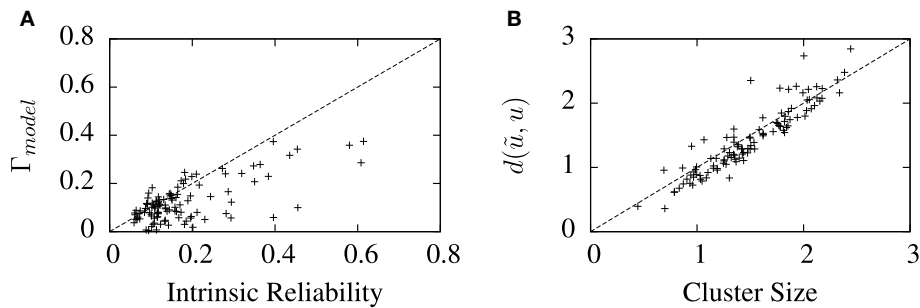 A
0.8
0.6
0.4
0.2
0
Γmodel
0 0.2 0.4 0.6 0.8
Intrinsic Reliability
B
3
2
1
0
d(ũ, u)
0 1 2 3
Cluster Size